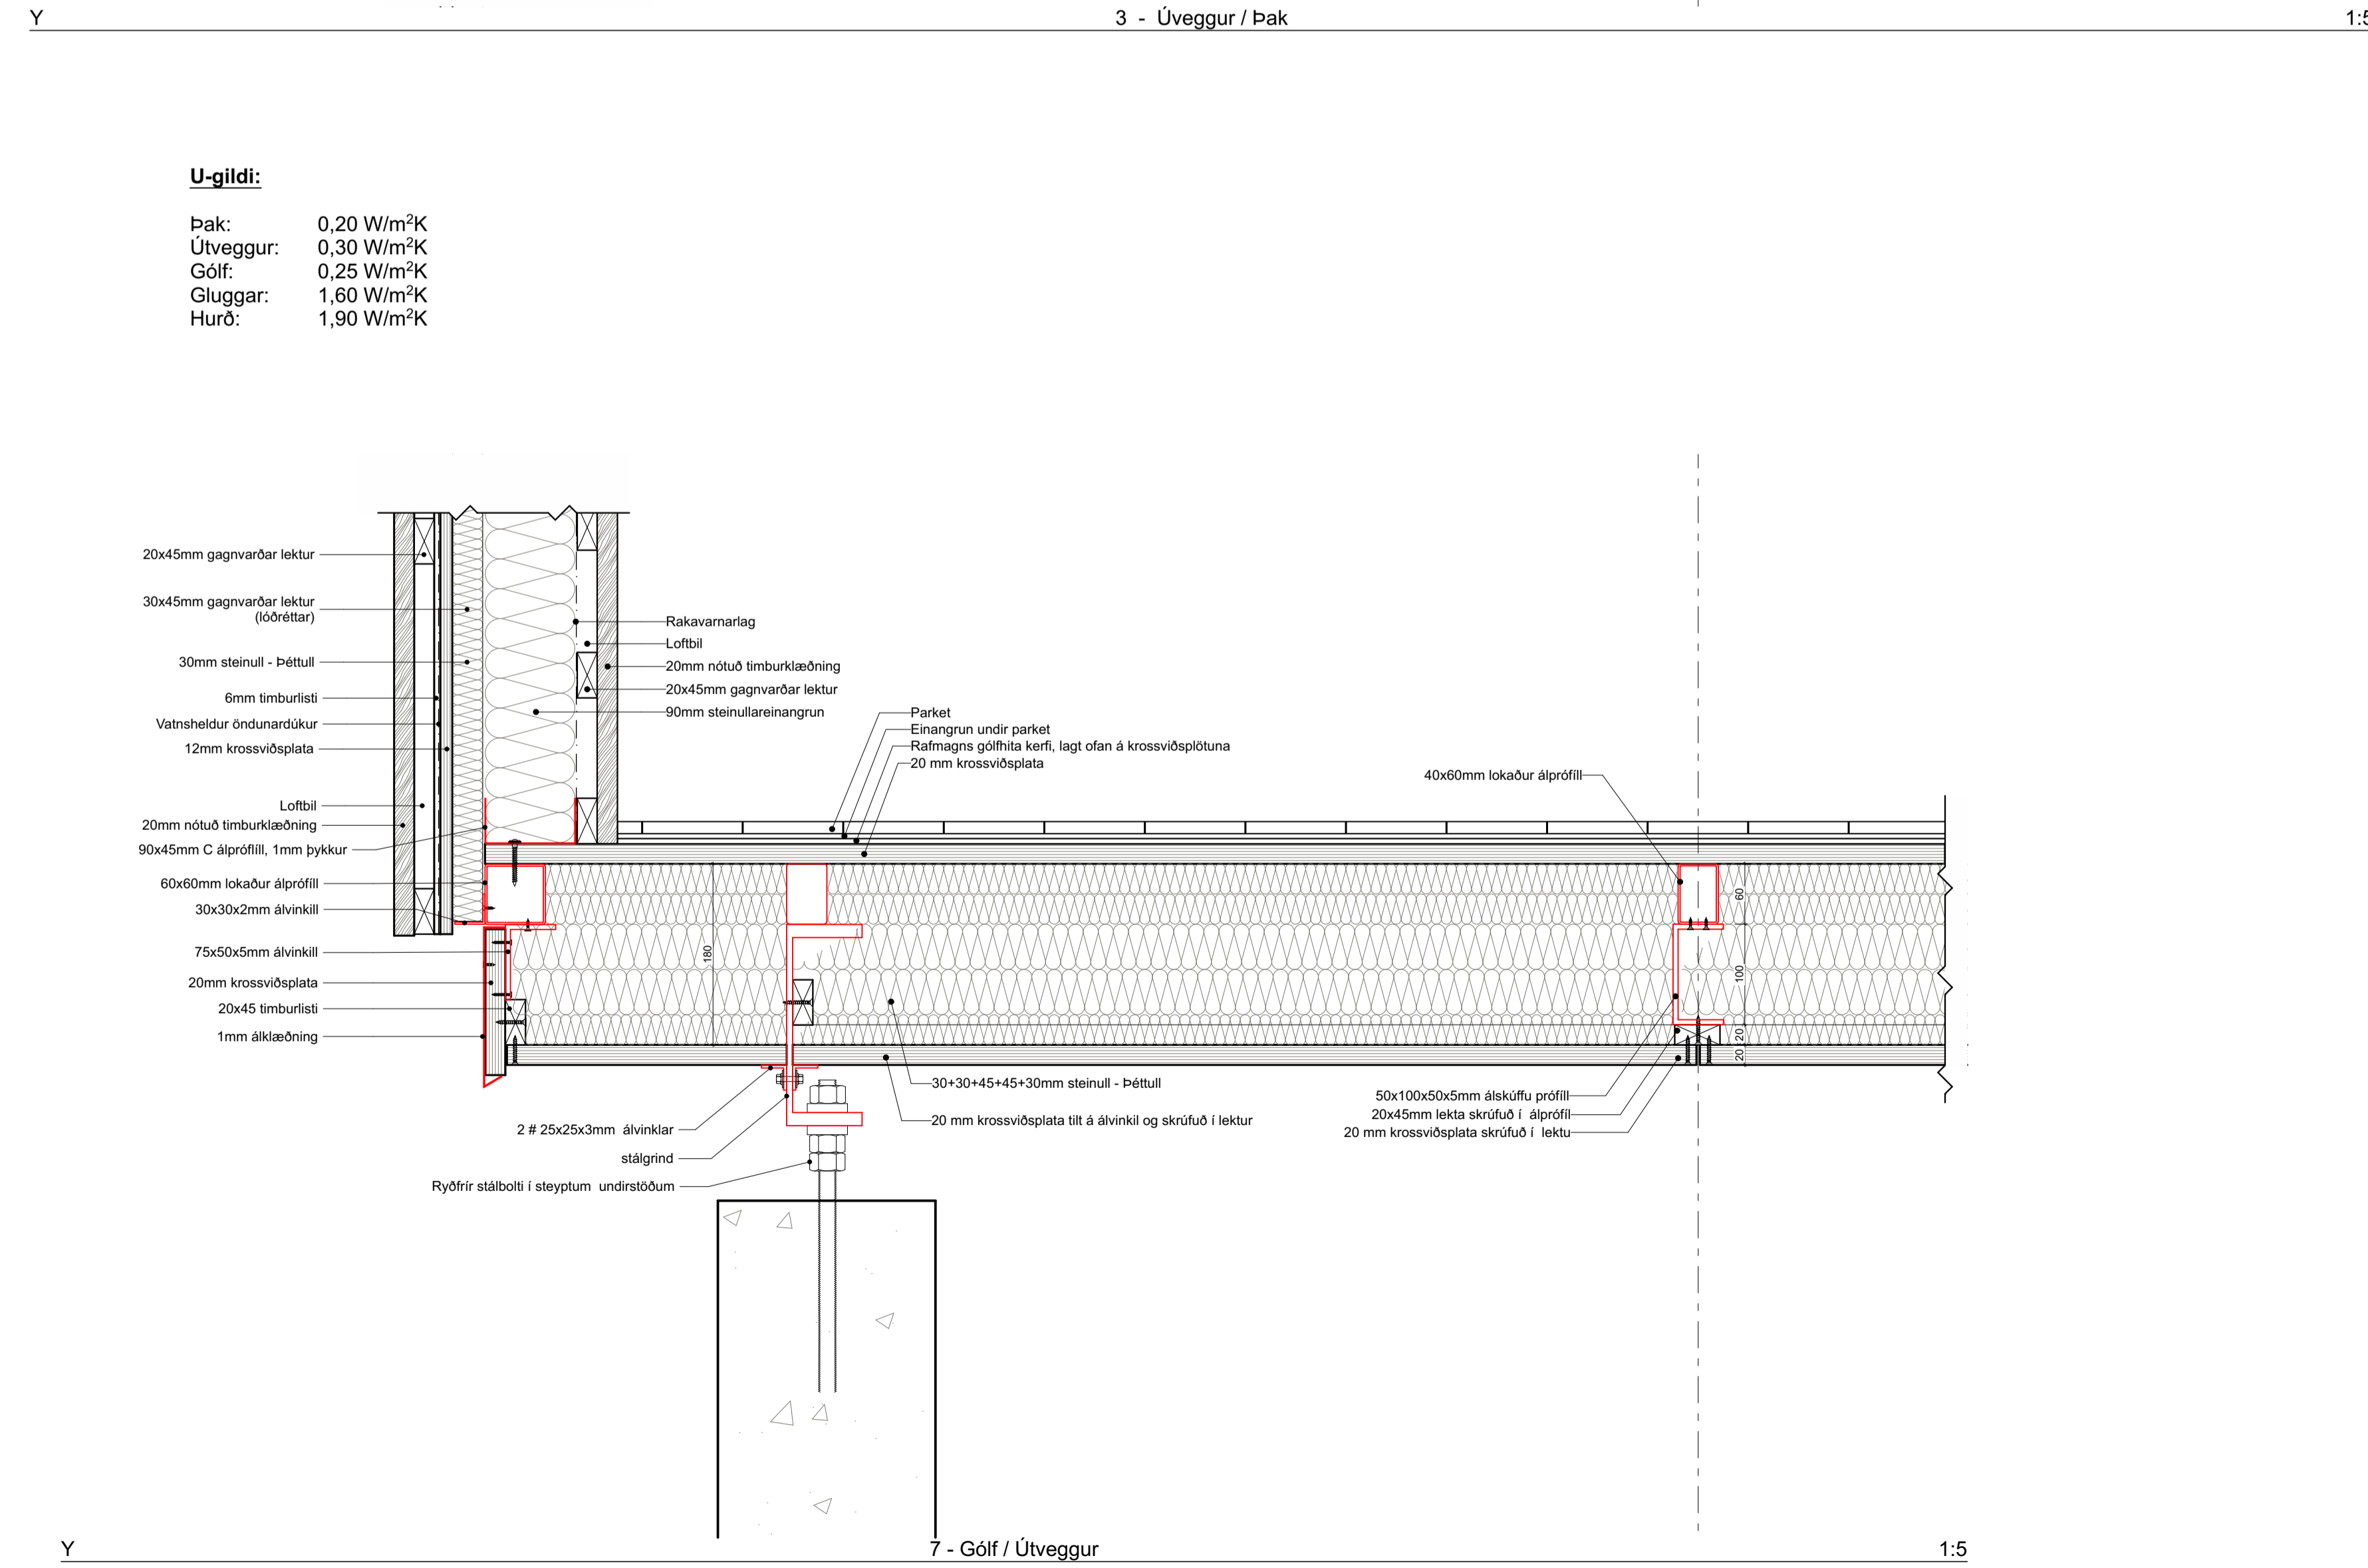 Y
3 - Úveggur / Þak
1:5
U-gildi:
Þak: 0,20 W/m²K
Útveggur: 0,30 W/m²K
Gólf: 0,25 W/m²K
Gluggar: 1,60 W/m²K
Hurð: 1,90 W/m²K
20x45mm gagnvarðar lektur
30x45mm gagnvarðar lektur
(lóðréttar)
30mm steinull - Þéttull
6mm timburlisti
Vatnsheldur öndunardúkur
12mm krossviðsplata
Loftbil
20mm nótuð timburklæðning
90x45mm C álpróflíll, 1mm þykkur
60x60mm lokaður álprófíll
30x30x2mm álvinkill
75x50x5mm álvinkill
20mm krossviðsplata
20x45 timburlisti
1mm álklæðning
Rakavarnarlag
Loftbil
20mm nótuð timburklæðning
20x45mm gagnvarðar lektur
90mm steinullareinangrun
Parket
Einangrun undir parket
Rafmagns gólfhita kerfi, lagt ofan á krossviðsplötuna
20 mm krossviðsplata
40x60mm lokaður álprófíll
180
60
100
20
20
30+30+45+45+30mm steinull - Þéttull
20 mm krossviðsplata tilt á álvinkil og skrúfuð í lektur
50x100x50x5mm álskúffu prófíll
20x45mm lekta skrúfuð í álprófíl
20 mm krossviðsplata skrúfuð í lektu
2 # 25x25x3mm álvinklar
stálgrind
Ryðfrír stálbolti í steyptum undirstöðum
Y
7 - Gólf / Útveggur
1:5